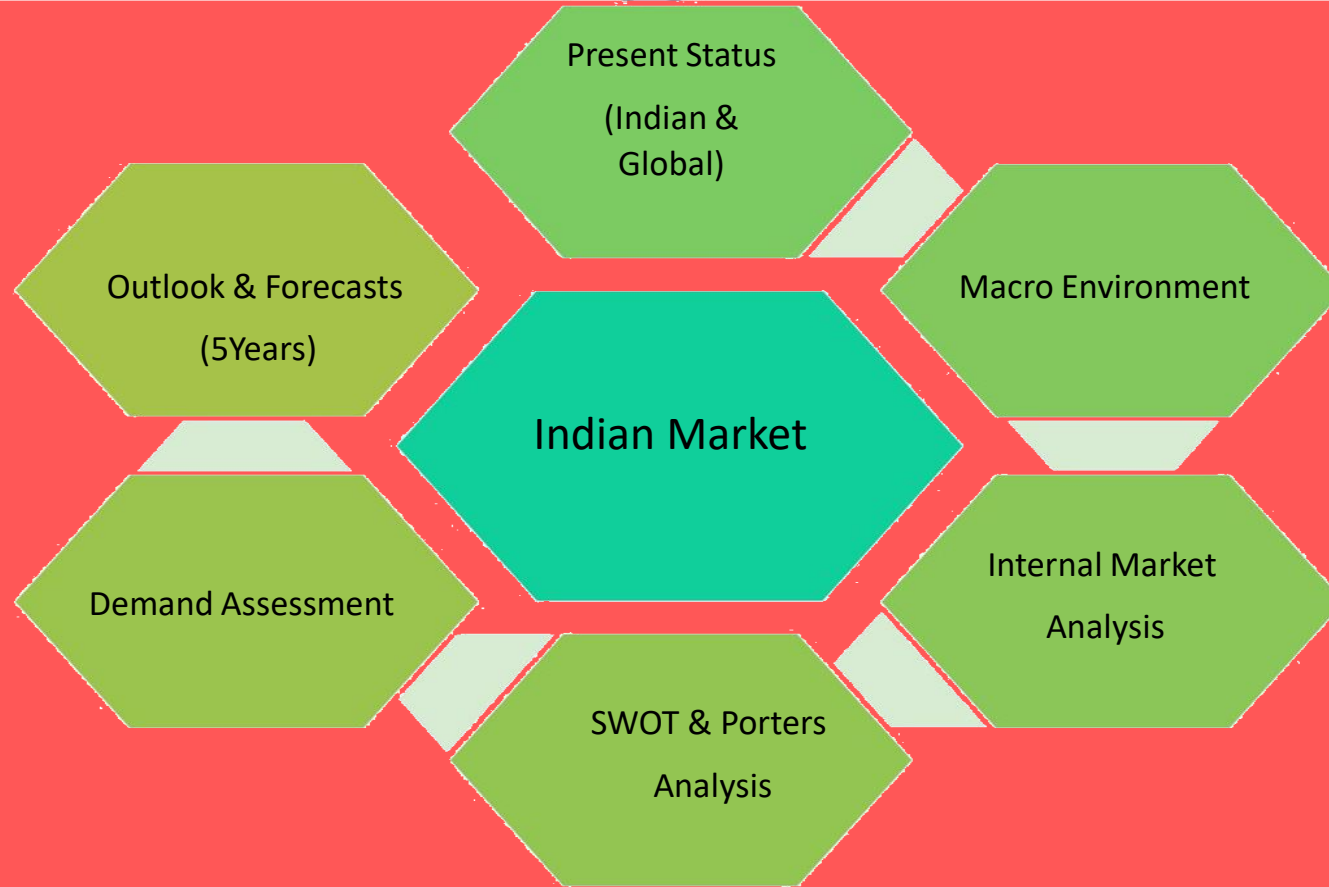 Present Status
(Indian &
Global)
Macro Environment
Internal Market
Analysis
SWOT & Porters
Analysis
Demand Assessment
Outlook & Forecasts
(5Years)
Indian Market